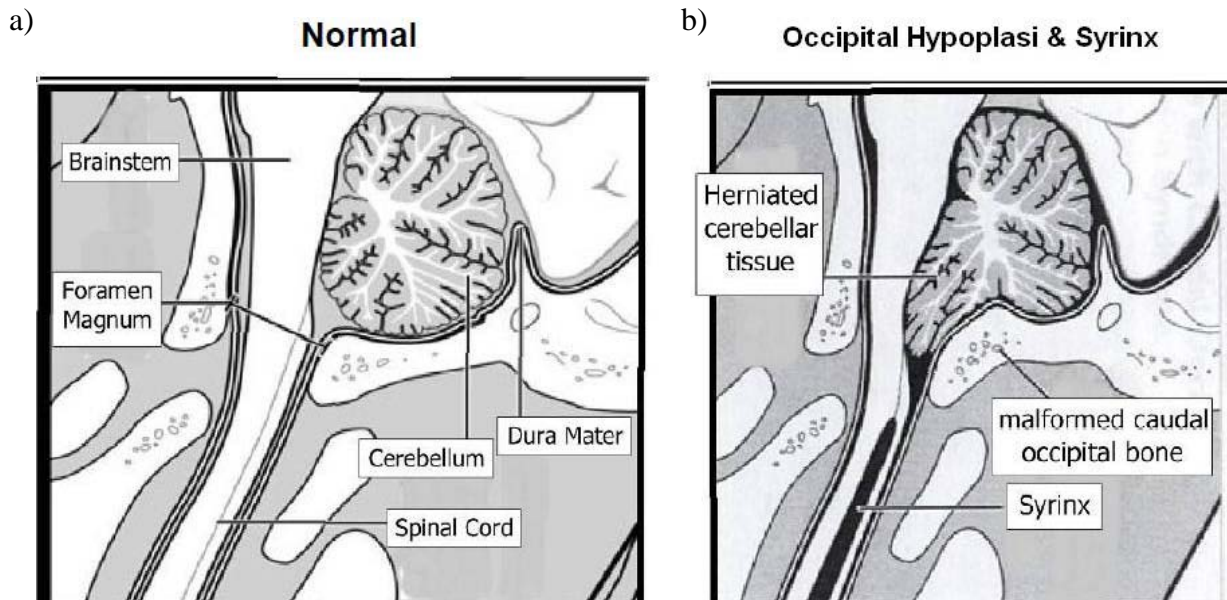 a)
Normal
Brainstem
Foramen
Magnum
Cerebellum
Dura Mater
Spinal Cord
b)
Occipital Hypoplasi & Syrinx
Herniated
cerebellar
tissue
malformed caudal
occipital bone
Syrinx